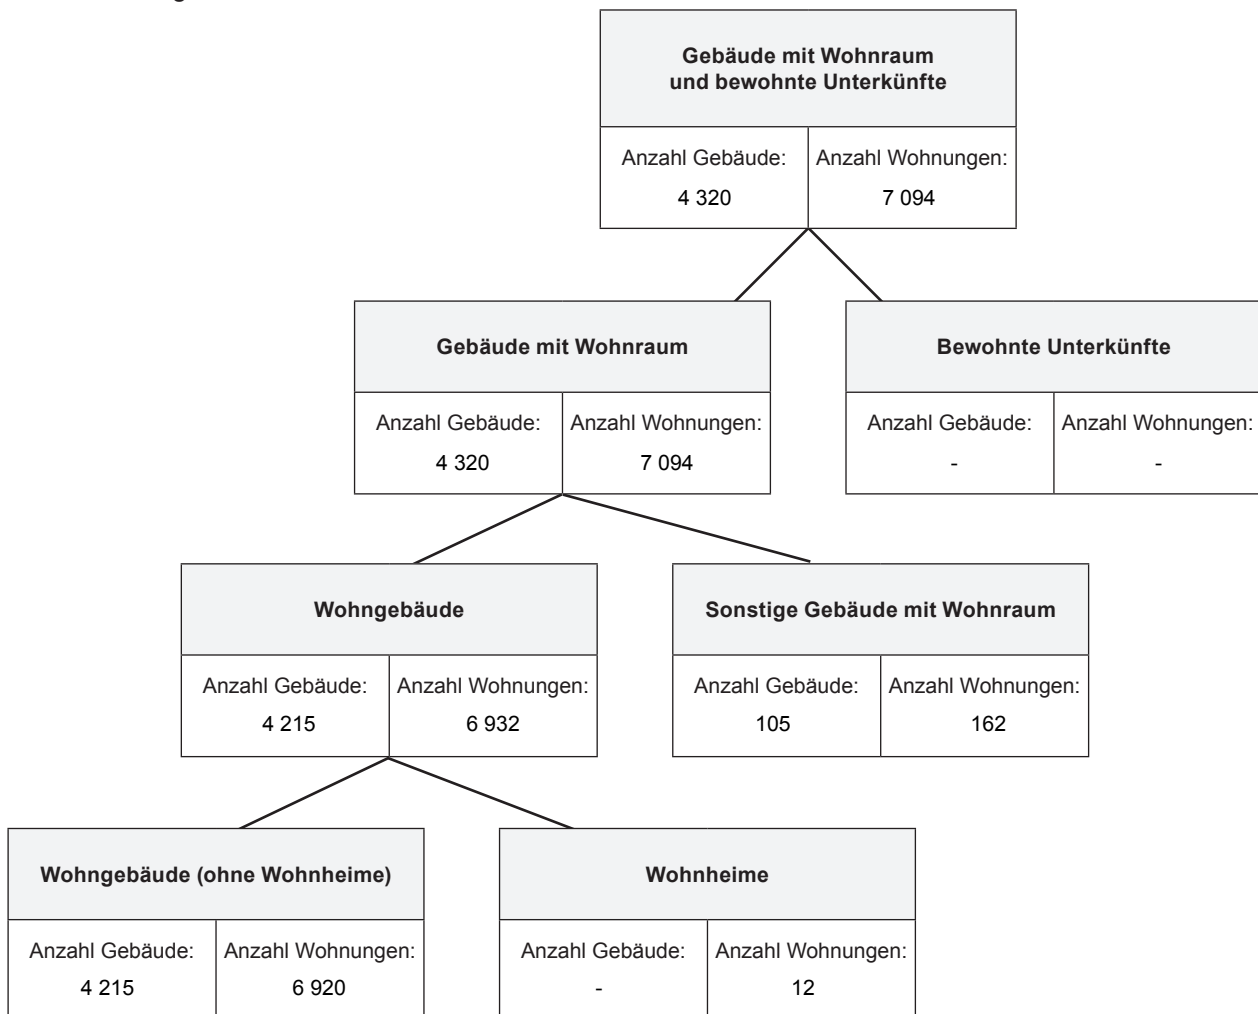 Gebäude mit Wohnraum
und bewohnte Unterkünfte
Anzahl Gebäude: Anzahl Wohnungen:
4 320 7 094
Gebäude mit Wohnraum Bewohnte Unterkünfte
Anzahl Gebäude: Anzahl Wohnungen: Anzahl Gebäude: Anzahl Wohnungen:
4 320 7 094 - -
Wohngebäude Sonstige Gebäude mit Wohnraum
Anzahl Gebäude: Anzahl Wohnungen: Anzahl Gebäude: Anzahl Wohnungen:
4 215 6 932 105 162
Wohngebäude (ohne Wohnheime) Wohnheime
Anzahl Gebäude: Anzahl Wohnungen: Anzahl Gebäude: Anzahl Wohnungen:
4 215 6 920 - 12